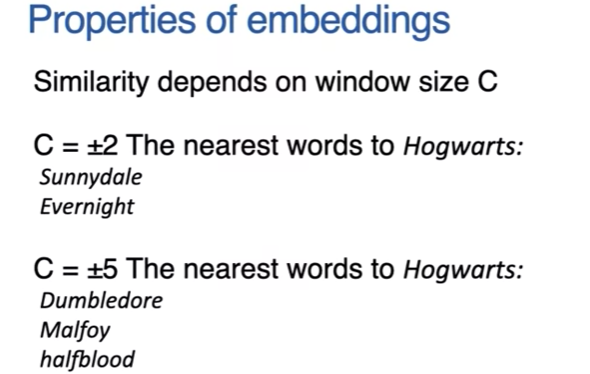 Properties of embeddings
Similarity depends on window size C
C = ±2 The nearest words to Hogwarts:
Sunnydale
Evernight
C = ±5 The nearest words to Hogwarts:
Dumbledore
Malfoy
halfblood